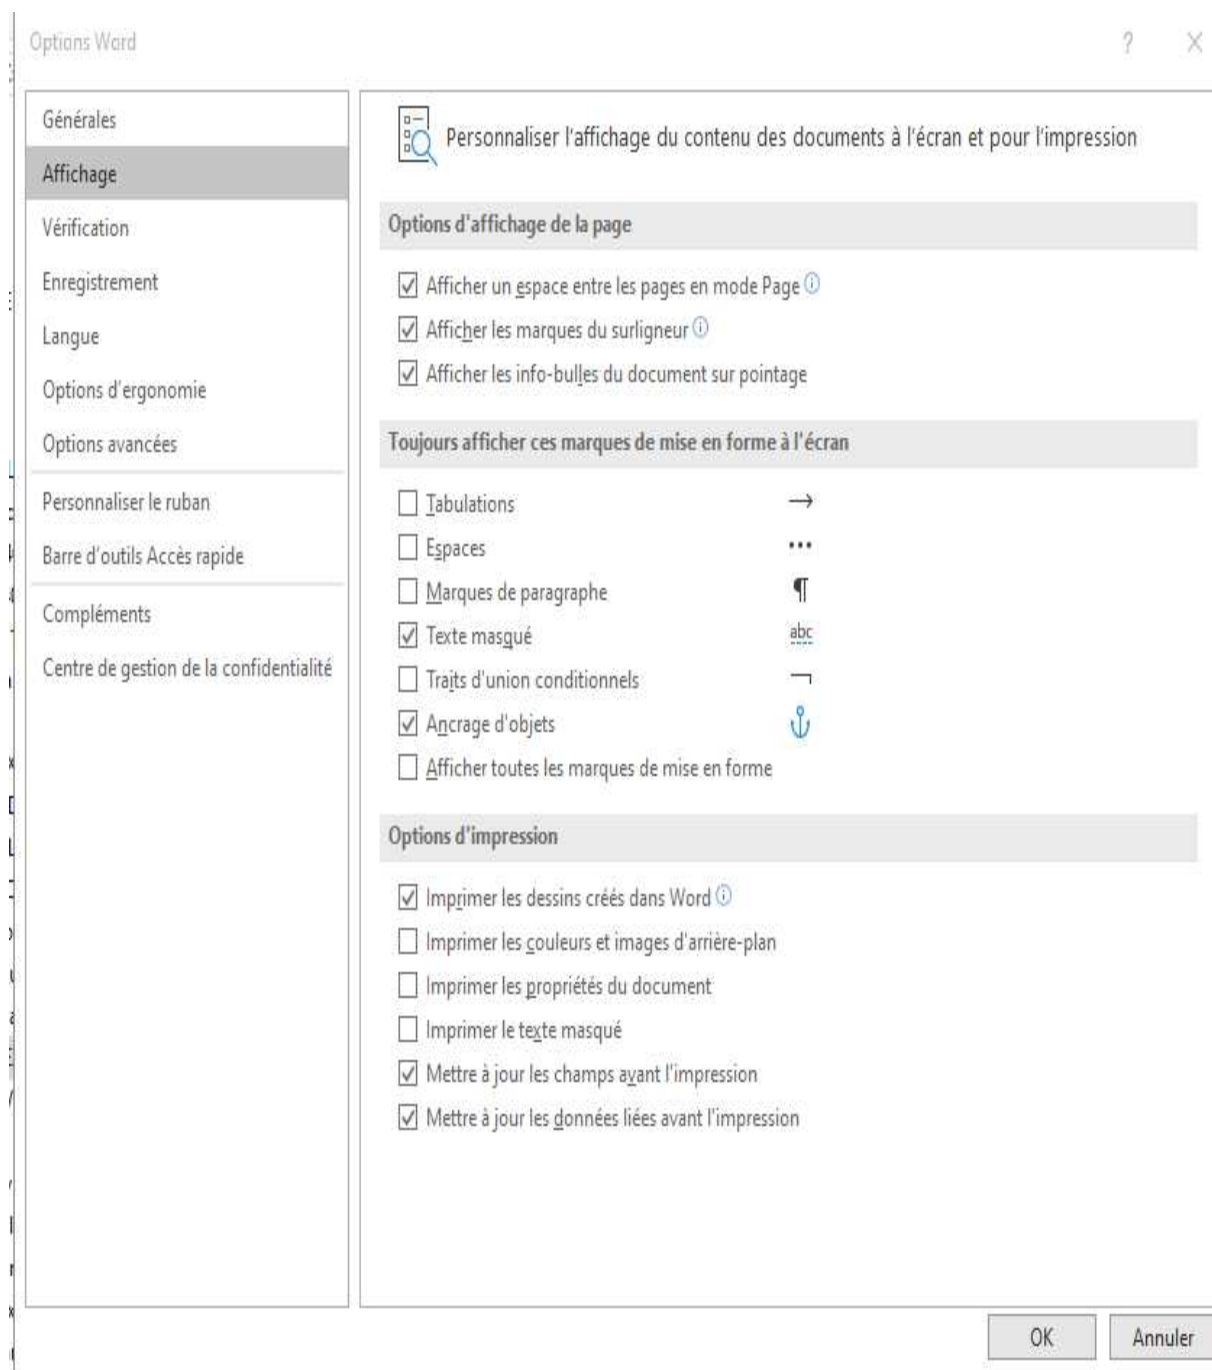 Options Word
?
Générales
Affichage
Vérification
Enregistrement
Langue
Options d'ergonomie
Options avancées
Personnaliser le ruban
Barre d'outils Accès rapide
Compléments
Centre de gestion de la confidentialité
Personnaliser l'affichage du contenu des documents à l'écran et pour l'impression
Options d'affichage de la page
Afficher un espace entre les pages en mode Page
Afficher les marques du surligneur
Afficher les info-bulles du document sur pointage
Toujours afficher ces marques de mise en forme à l'écran
Tabulations →
Espaces •••
Marques de paragraphe ¶
Texte masqué abc
Traits d'union conditionnels ¬
Ancrage d'objets
Afficher toutes les marques de mise en forme
Options d'impression
Imprimer les dessins créés dans Word
Imprimer les couleurs et images d'arrière-plan
Imprimer les propriétés du document
Imprimer le texte masqué
Mettre à jour les champs avant l'impression
Mettre à jour les données liées avant l'impression
OK
Annuler